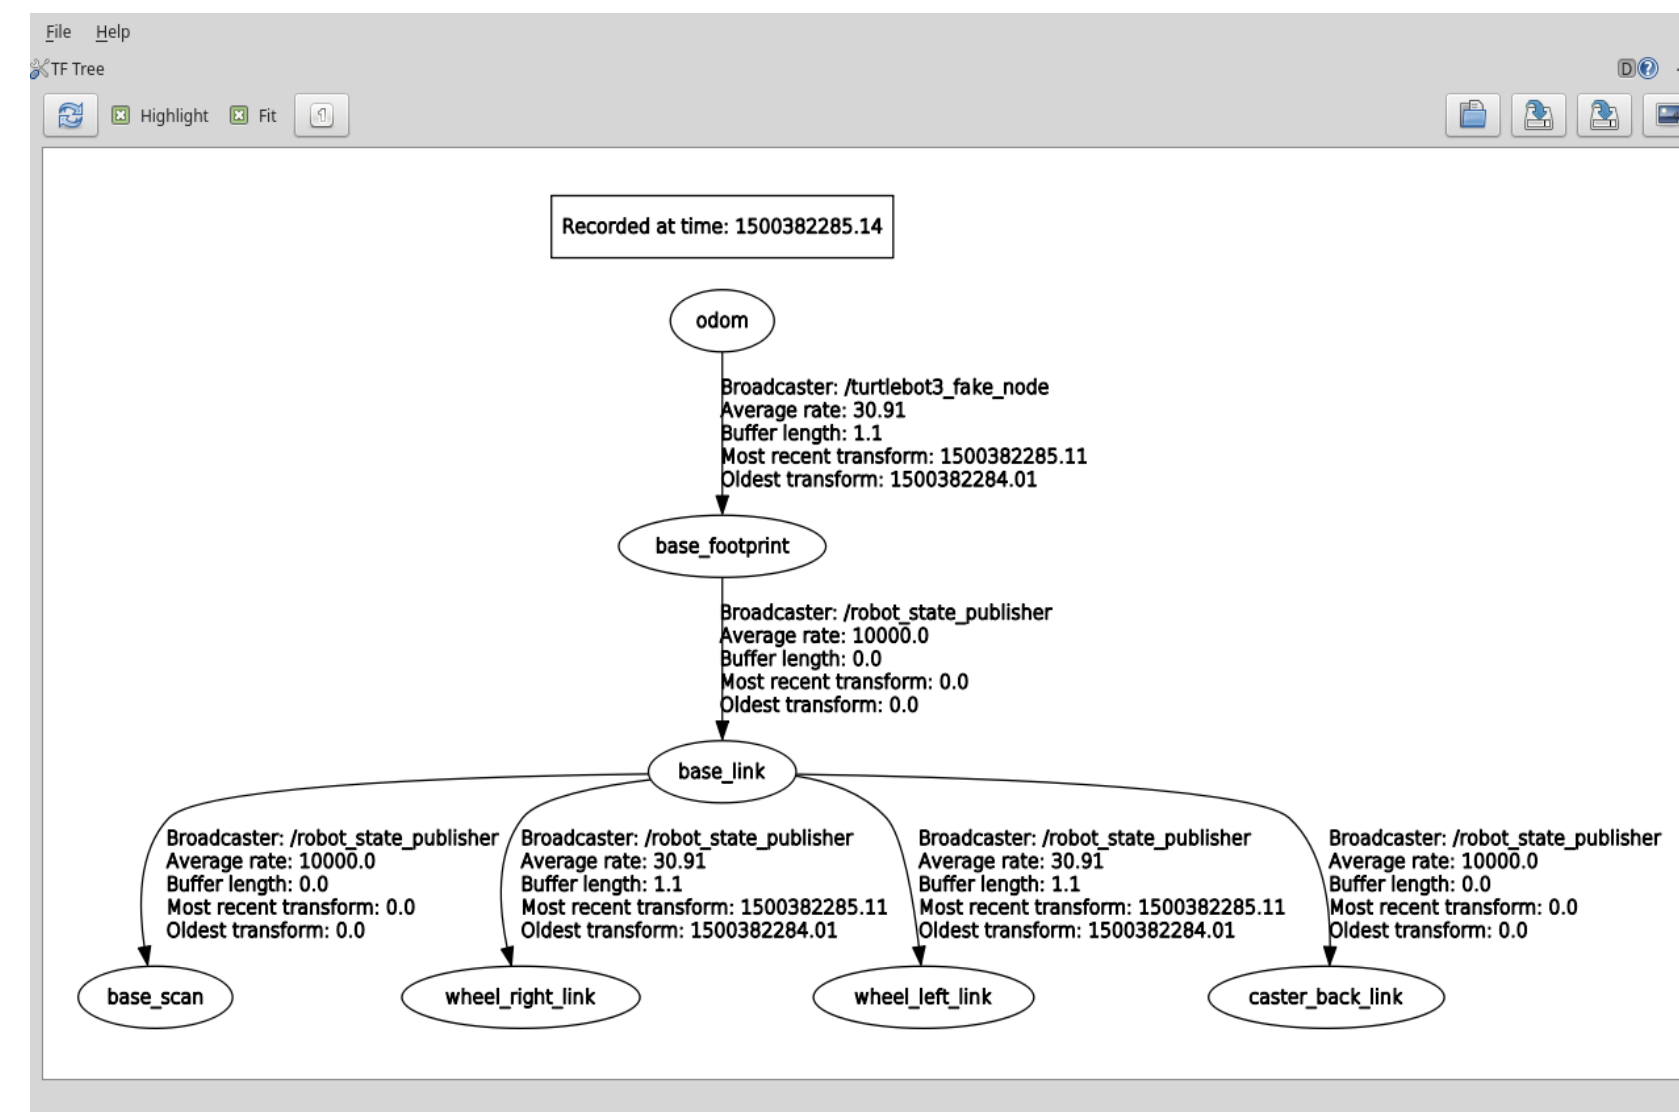 File Help
TF Tree
D
Highlight Fit
Recorded at time: 1500382285.14
odom
Broadcaster: /turtlebot3_fake_node
Average rate: 30.91
Buffer length: 1.1
Most recent transform: 1500382285.11
Oldest transform: 1500382284.01
base_footprint
Broadcaster: /robot_state_publisher
Average rate: 10000.0
Buffer length: 0.0
Most recent transform: 0.0
Oldest transform: 0.0
base_link
Broadcaster: /robot_state_publisher
Average rate: 10000.0
Buffer length: 0.0
Most recent transform: 0.0
Oldest transform: 0.0
Broadcaster: /robot_state_publisher
Average rate: 30.91
Buffer length: 1.1
Most recent transform: 1500382285.11
Oldest transform: 1500382284.01
Broadcaster: /robot_state_publisher
Average rate: 30.91
Buffer length: 1.1
Most recent transform: 1500382285.11
Oldest transform: 1500382284.01
Broadcaster: /robot_state_publisher
Average rate: 10000.0
Buffer length: 0.0
Most recent transform: 0.0
Oldest transform: 0.0
base_scan
wheel_right_link
wheel_left_link
caster_back_link